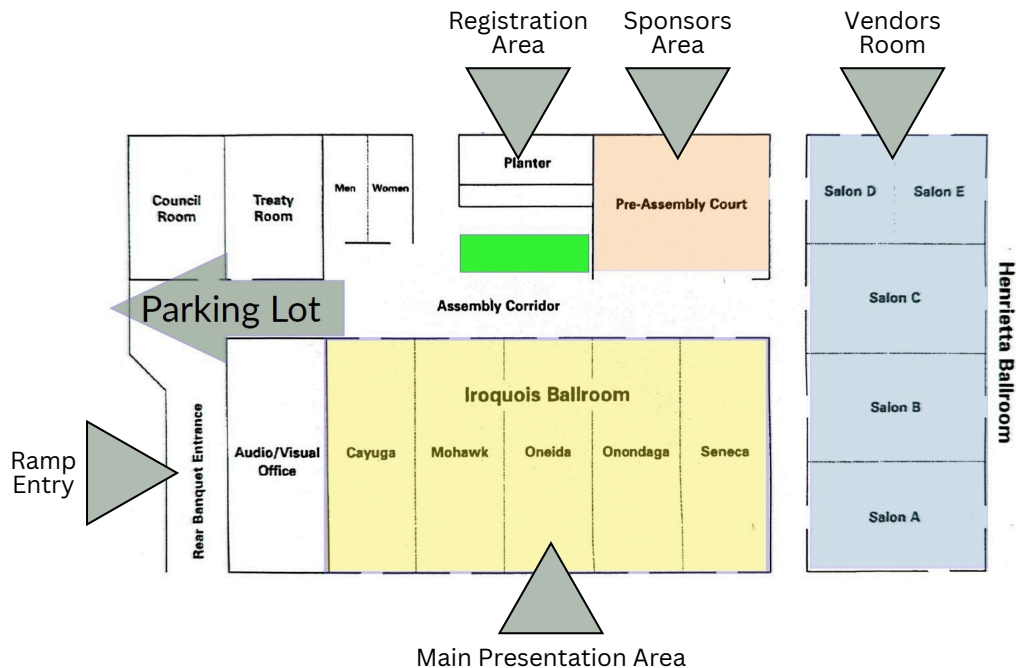 Registration
Area
Sponsors
Area
Vendors
Room
Council
Room
Treaty
Room
Men
Women
Planter
Pre-Assembly Court
Salon D
Salon E
Parking Lot
Assembly Corridor
Salon C
Henrietta Ballroom
Iroquois Ballroom
Salon B
Ramp
Entry
Rear Banquet Entrance
Audio/Visual
Office
Cayuga
Mohawk
Oneida
Onondaga
Seneca
Salon A
Main Presentation Area